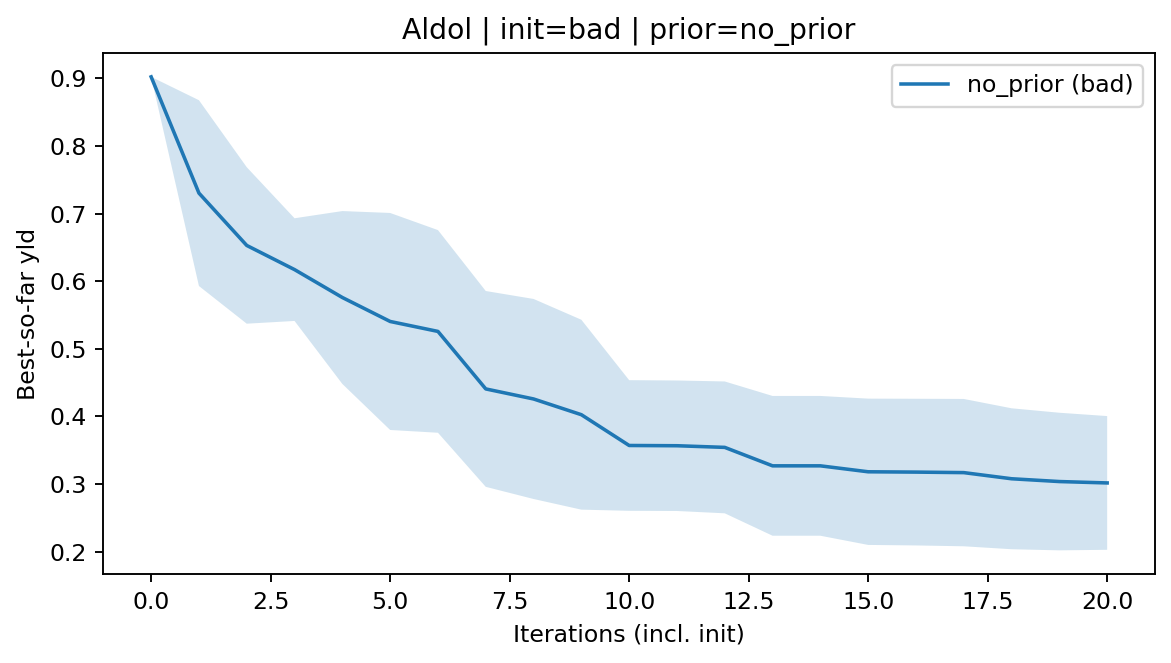 Aldol | init=bad | prior=no_prior
no_prior (bad)
Best-so-far yld
0.9
0.8
0.7
0.6
0.5
0.4
0.3
0.2
0.0 2.5 5.0 7.5 10.0 12.5 15.0 17.5 20.0
Iterations (incl. init)